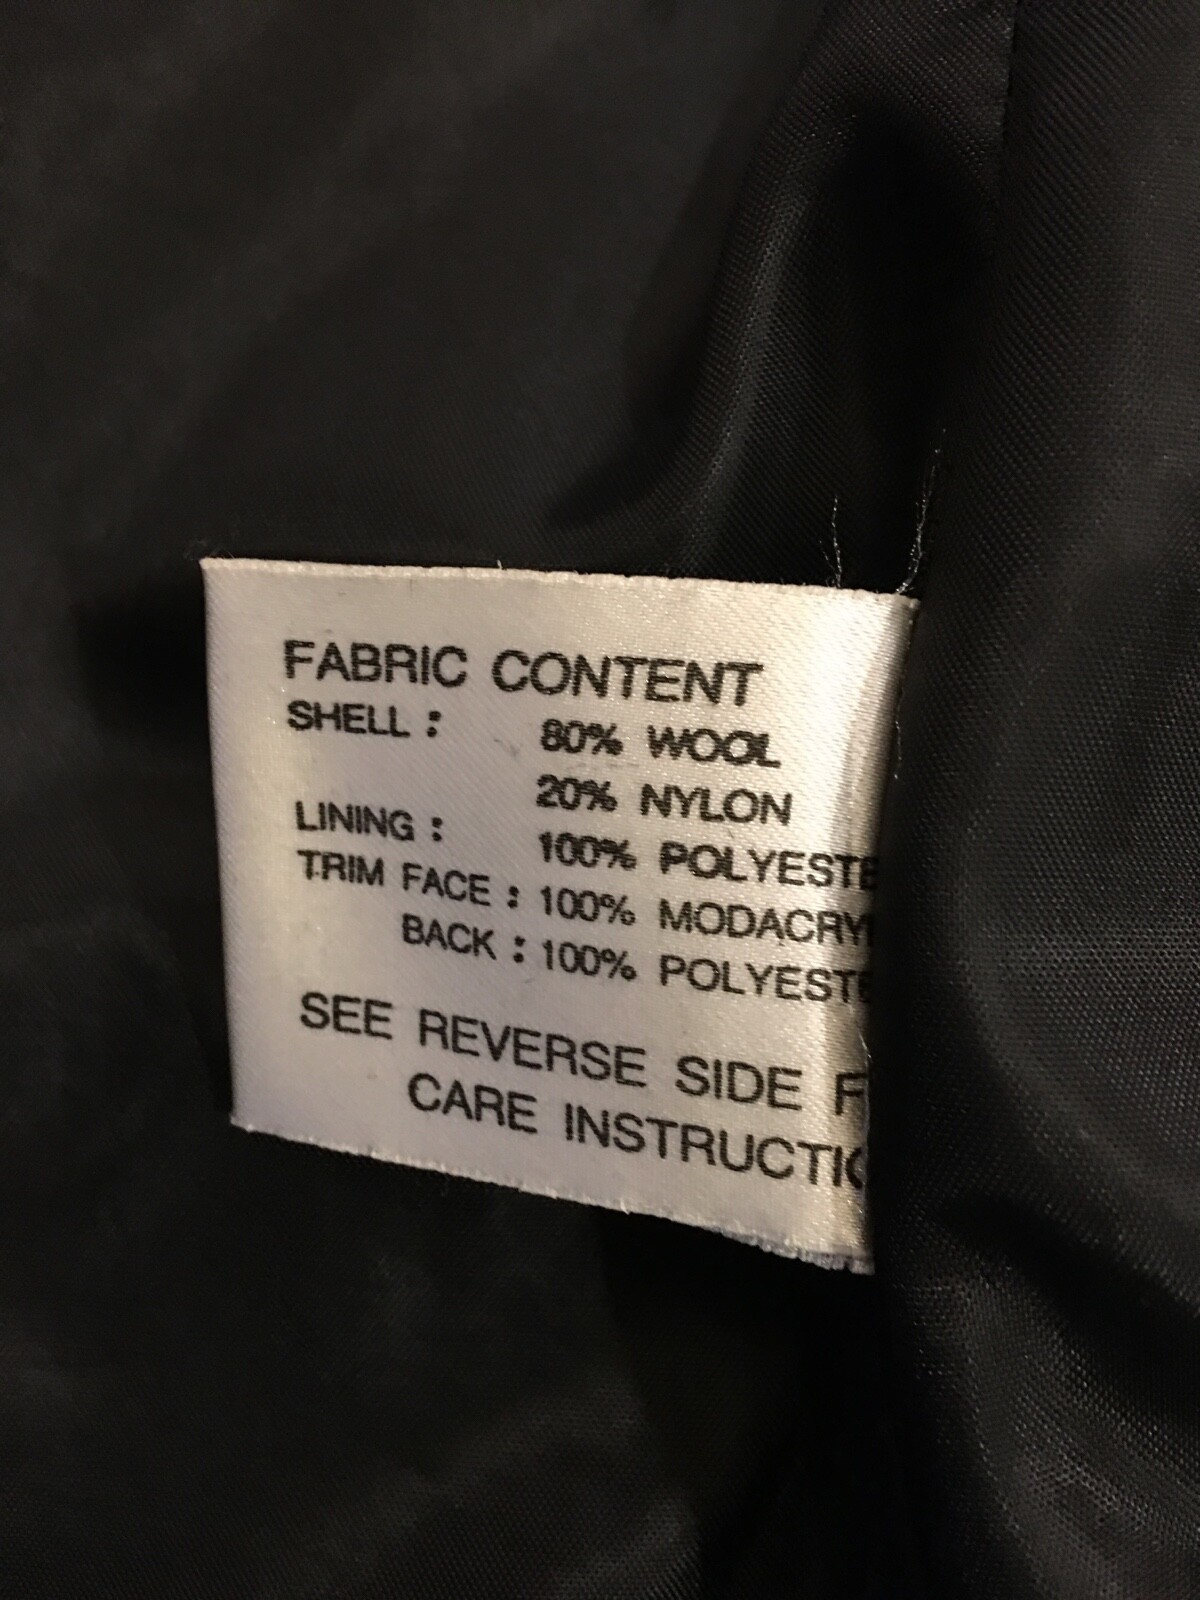 FABRIC CONTENT
SHELL : 80% WOOL
20% NYLON
LINING : 100% POLYESTE
TRIM FACE : 100% MODACRY
BACK : 100% POLYESTE
SEE REVERSE SIDE F
CARE INSTRUCTIO